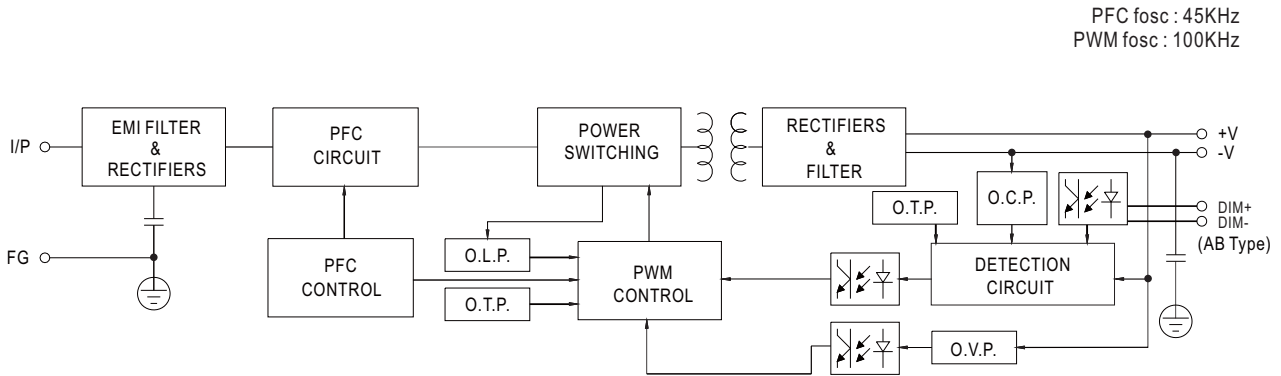 PFC fosc : 45KHz
PWM fosc : 100KHz
I/P
EMI FILTER
&
RECTIFIERS
PFC
CIRCUIT
POWER
SWITCHING
RECTIFIERS
&
FILTER
+V
-V
O.T.P.
O.C.P.
DIM+
DIM-
(AB Type)
FG
PFC
CONTROL
O.L.P.
O.T.P.
PWM
CONTROL
DETECTION
CIRCUIT
O.V.P.